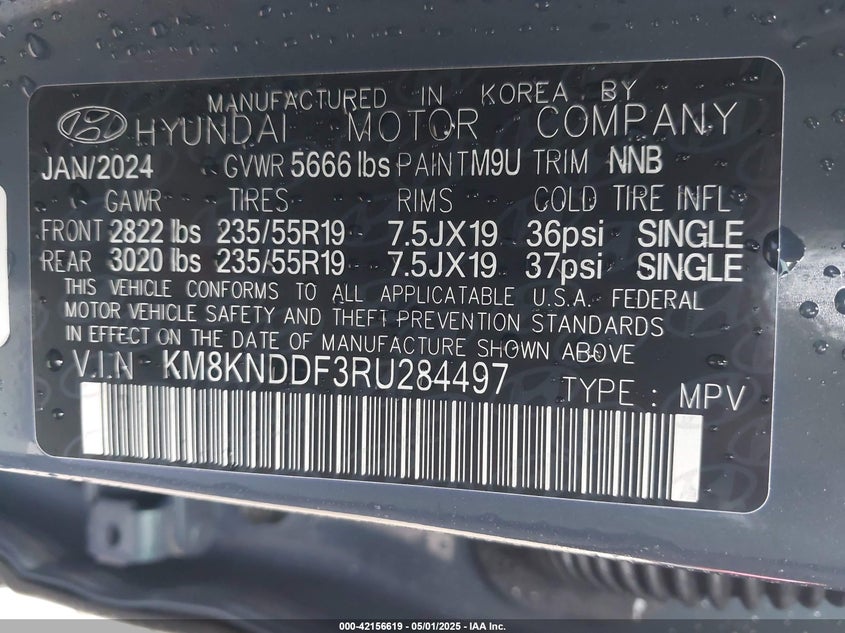 MANUFACTURED IN KOREA BY
HYUNDAI MOTOR COMPANY
JAN/2024 GVWR 5666 lbs PAINT M9U TRIM NNB
GAWR TIRES RIMS COLD TIRE INFL
FRONT 2822 lbs 235/55R19 7.5JX19 36psi SINGLE
REAR 3020 lbs 235/55R19 7.5JX19 37psi SINGLE
THIS VEHICLE CONFORMS TO ALL APPLICATABLE U.S.A. FEDERAL
MOTOR VEHICLE SAFETY AND THEFT PREVENTION STANDARDS
IN EFFECT ON THE DATE OF MANUFACTURE SHOWN ABOVE
V.I.N KM8KNDDF3RU284497 TYPE : MPV
000-42156619 - 05/01/2025 - IAA Inc.